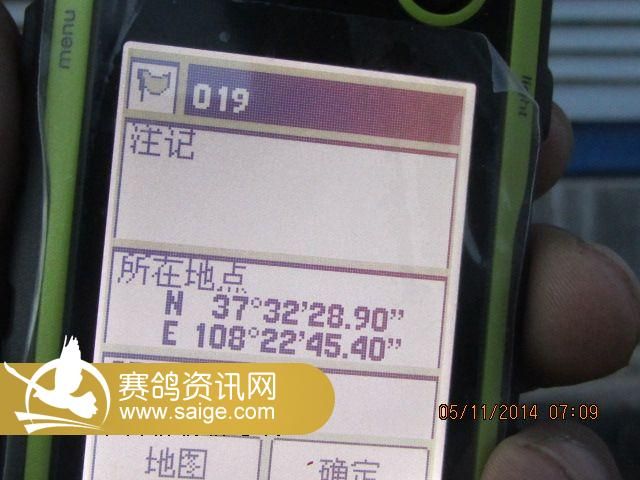 menu
light
019
注记
所在地点
N 37°32'28.90"
E 108°22'45.40"
赛鸽资讯网
www.saige.com
05/11/2014 07:09
地图
确定